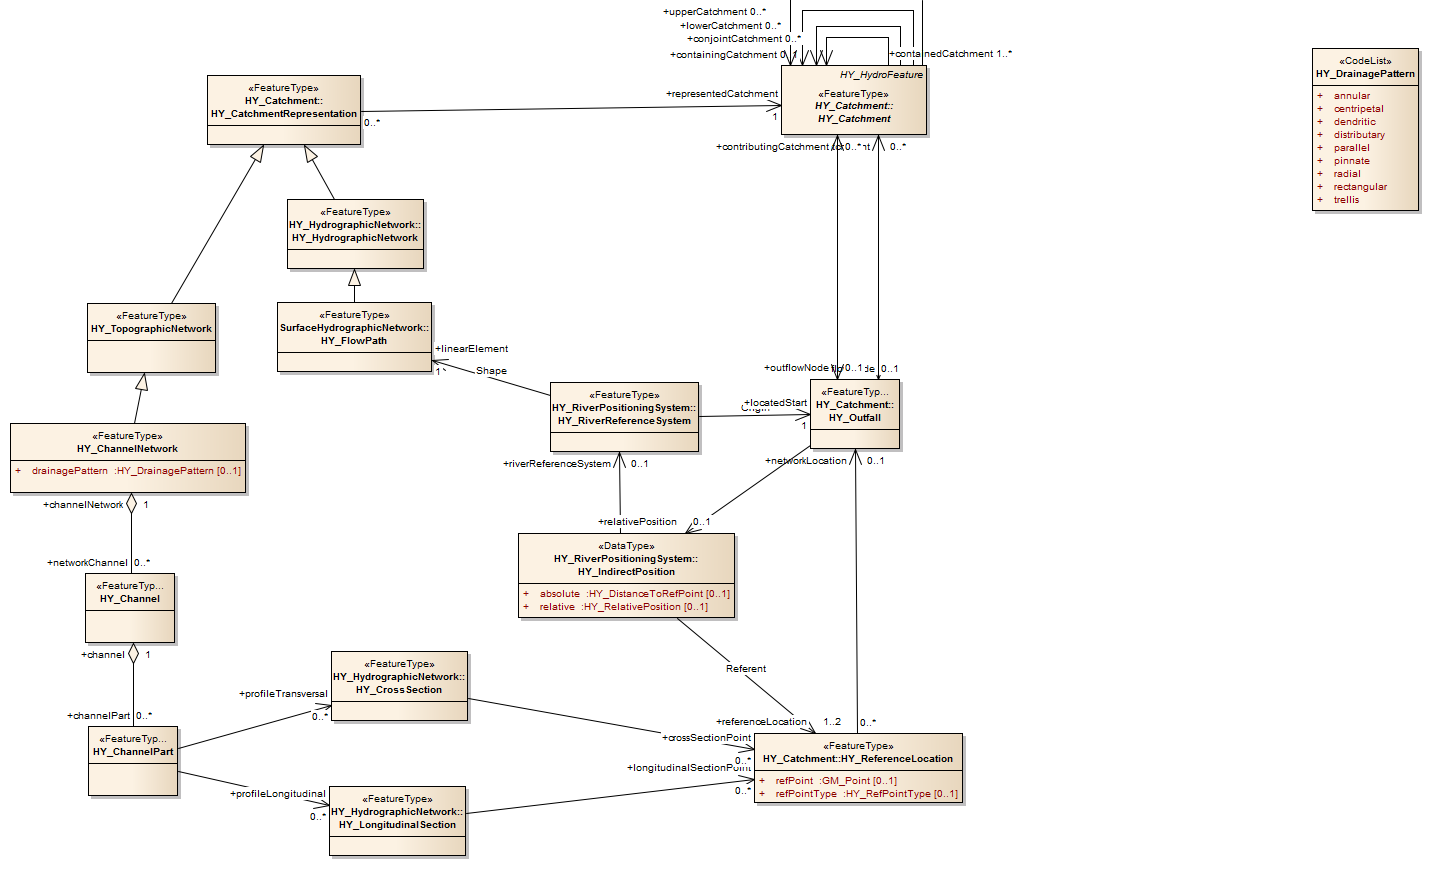 +upperCatchment 0..*
+lowerCatchment 0..*
+conjointCatchment 0..*
+containingCatchment 0..1
+containedCatchment 1..*
HY_HydroFeature
«FeatureType»
HY_Catchment::
HY_Catchment
«CodeList»
HY_DrainagePattern
+ annular
+ centripetal
+ dendritic
+ distributary
+ parallel
+ pinnate
+ radial
+ rectangular
+ trellis
«FeatureType»
HY_Catchment::
HY_CatchmentRepresentation
0..*
+representedCatchment
1
+contributingCatchment
0..*
0..*
«FeatureType»
HY_HydrographicNetwork::
HY_HydrographicNetwork
«FeatureType»
HY_TopographicNetwork
«FeatureType»
SurfaceHydrographicNetwork::
HY_FlowPath
+linearElement
1
Shape
«FeatureType»
HY_RiverPositioningSystem::
HY_RiverReferenceSystem
+outflowNode
0..1
0..1
+locatedStart
Origin
1
«FeatureTyp...
HY_Catchment::
HY_Outfall
«FeatureType»
HY_ChannelNetwork
+ drainagePattern :HY_DrainagePattern [0..1]
+channelNetwork
1
+riverReferenceSystem
0..1
+networkLocation
0..1
+relativePosition
0..1
«DataType»
HY_RiverPositioningSystem::
HY_IndirectPosition
+ absolute :HY_DistanceToRefPoint [0..1]
+ relative :HY_RelativePosition [0..1]
+networkChannel 0..*
«FeatureTyp...
HY_Channel
+channel
1
+channelPart 0..*
«FeatureTyp...
HY_ChannelPart
+profileTransversal
0..*
«FeatureType»
HY_HydrographicNetwork::
HY_CrossSection
Referent
+referenceLocation
1..2
0..*
+crossSectionPoint
0..*
+longitudinalSectionPoint
0..*
«FeatureType»
HY_Catchment::HY_ReferenceLocation
+ refPoint :GM_Point [0..1]
+ refPointType :HY_RefPointType [0..1]
+profileLongitudinal
0..*
«FeatureType»
HY_HydrographicNetwork::
HY_LongitudinalSection